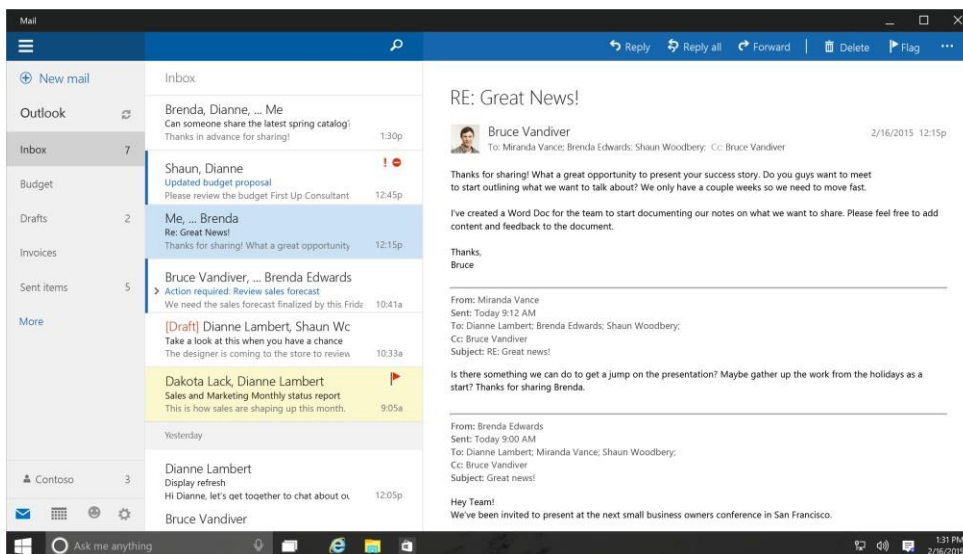 Mail
Reply
Reply all
Forward
Delete
Flag
New mail
Outlook
Inbox 7
Budget
Drafts 2
Invoices
Sent items 5
More
Contoso 3
Inbox
Brenda, Dianne, ... Me
Can someone share the latest spring catalog?
Thanks in advance for sharing! 1:30p
Shaun, Dianne
Updated budget proposal
Please review the budget First Up Consultant 12:45p
Me, ... Brenda
Re: Great News!
Thanks for sharing! What a great opportunity 12:15p
Bruce Vandiver, ... Brenda Edwards
Action required: Review sales forecast
We need the sales forecast finalized by this Frida 10:41a
[Draft] Dianne Lambert, Shaun Wc
Take a look at this when you have a chance
The designer is coming to the store to review 10:33a
Dakota Lack, Dianne Lambert
Sales and Marketing Monthly status report
This is how sales are shaping up this month. 9:05a
Yesterday
Dianne Lambert
Display refresh
Hi Dianne, let's get together to chat about ou 12:05p
Bruce Vandiver
RE: Great News!
Bruce Vandiver 2/16/2015 12:15p
To: Miranda Vance; Brenda Edwards; Shaun Woodbery; Cc: Bruce Vandiver
Thanks for sharing! What a great opportunity to present your success story. Do you guys want to meet
to start outlining what we want to talk about? We only have a couple weeks so we need to move fast.
I've created a Word Doc for the team to start documenting our notes on what we want to share. Please feel free to add
content and feedback to the document.
Thanks,
Bruce
From: Miranda Vance
Sent: Today 9:12 AM
To: Dianne Lambert; Brenda Edwards; Shaun Woodbery;
Cc: Bruce Vandiver
Subject: RE: Great news!
Is there something we can do to get a jump on the presentation? Maybe gather up the work from the holidays as a
start? Thanks for sharing Brenda.
From: Brenda Edwards
Sent: Today 9:00 AM
To: Dianne Lambert; Miranda Vance; Shaun Woodbery;
Cc: Bruce Vandiver
Subject: Great news!
Hey Team!
We've been invited to present at the next small business owners conference in San Francisco.
Ask me anything
1:31 PM
2/16/2015